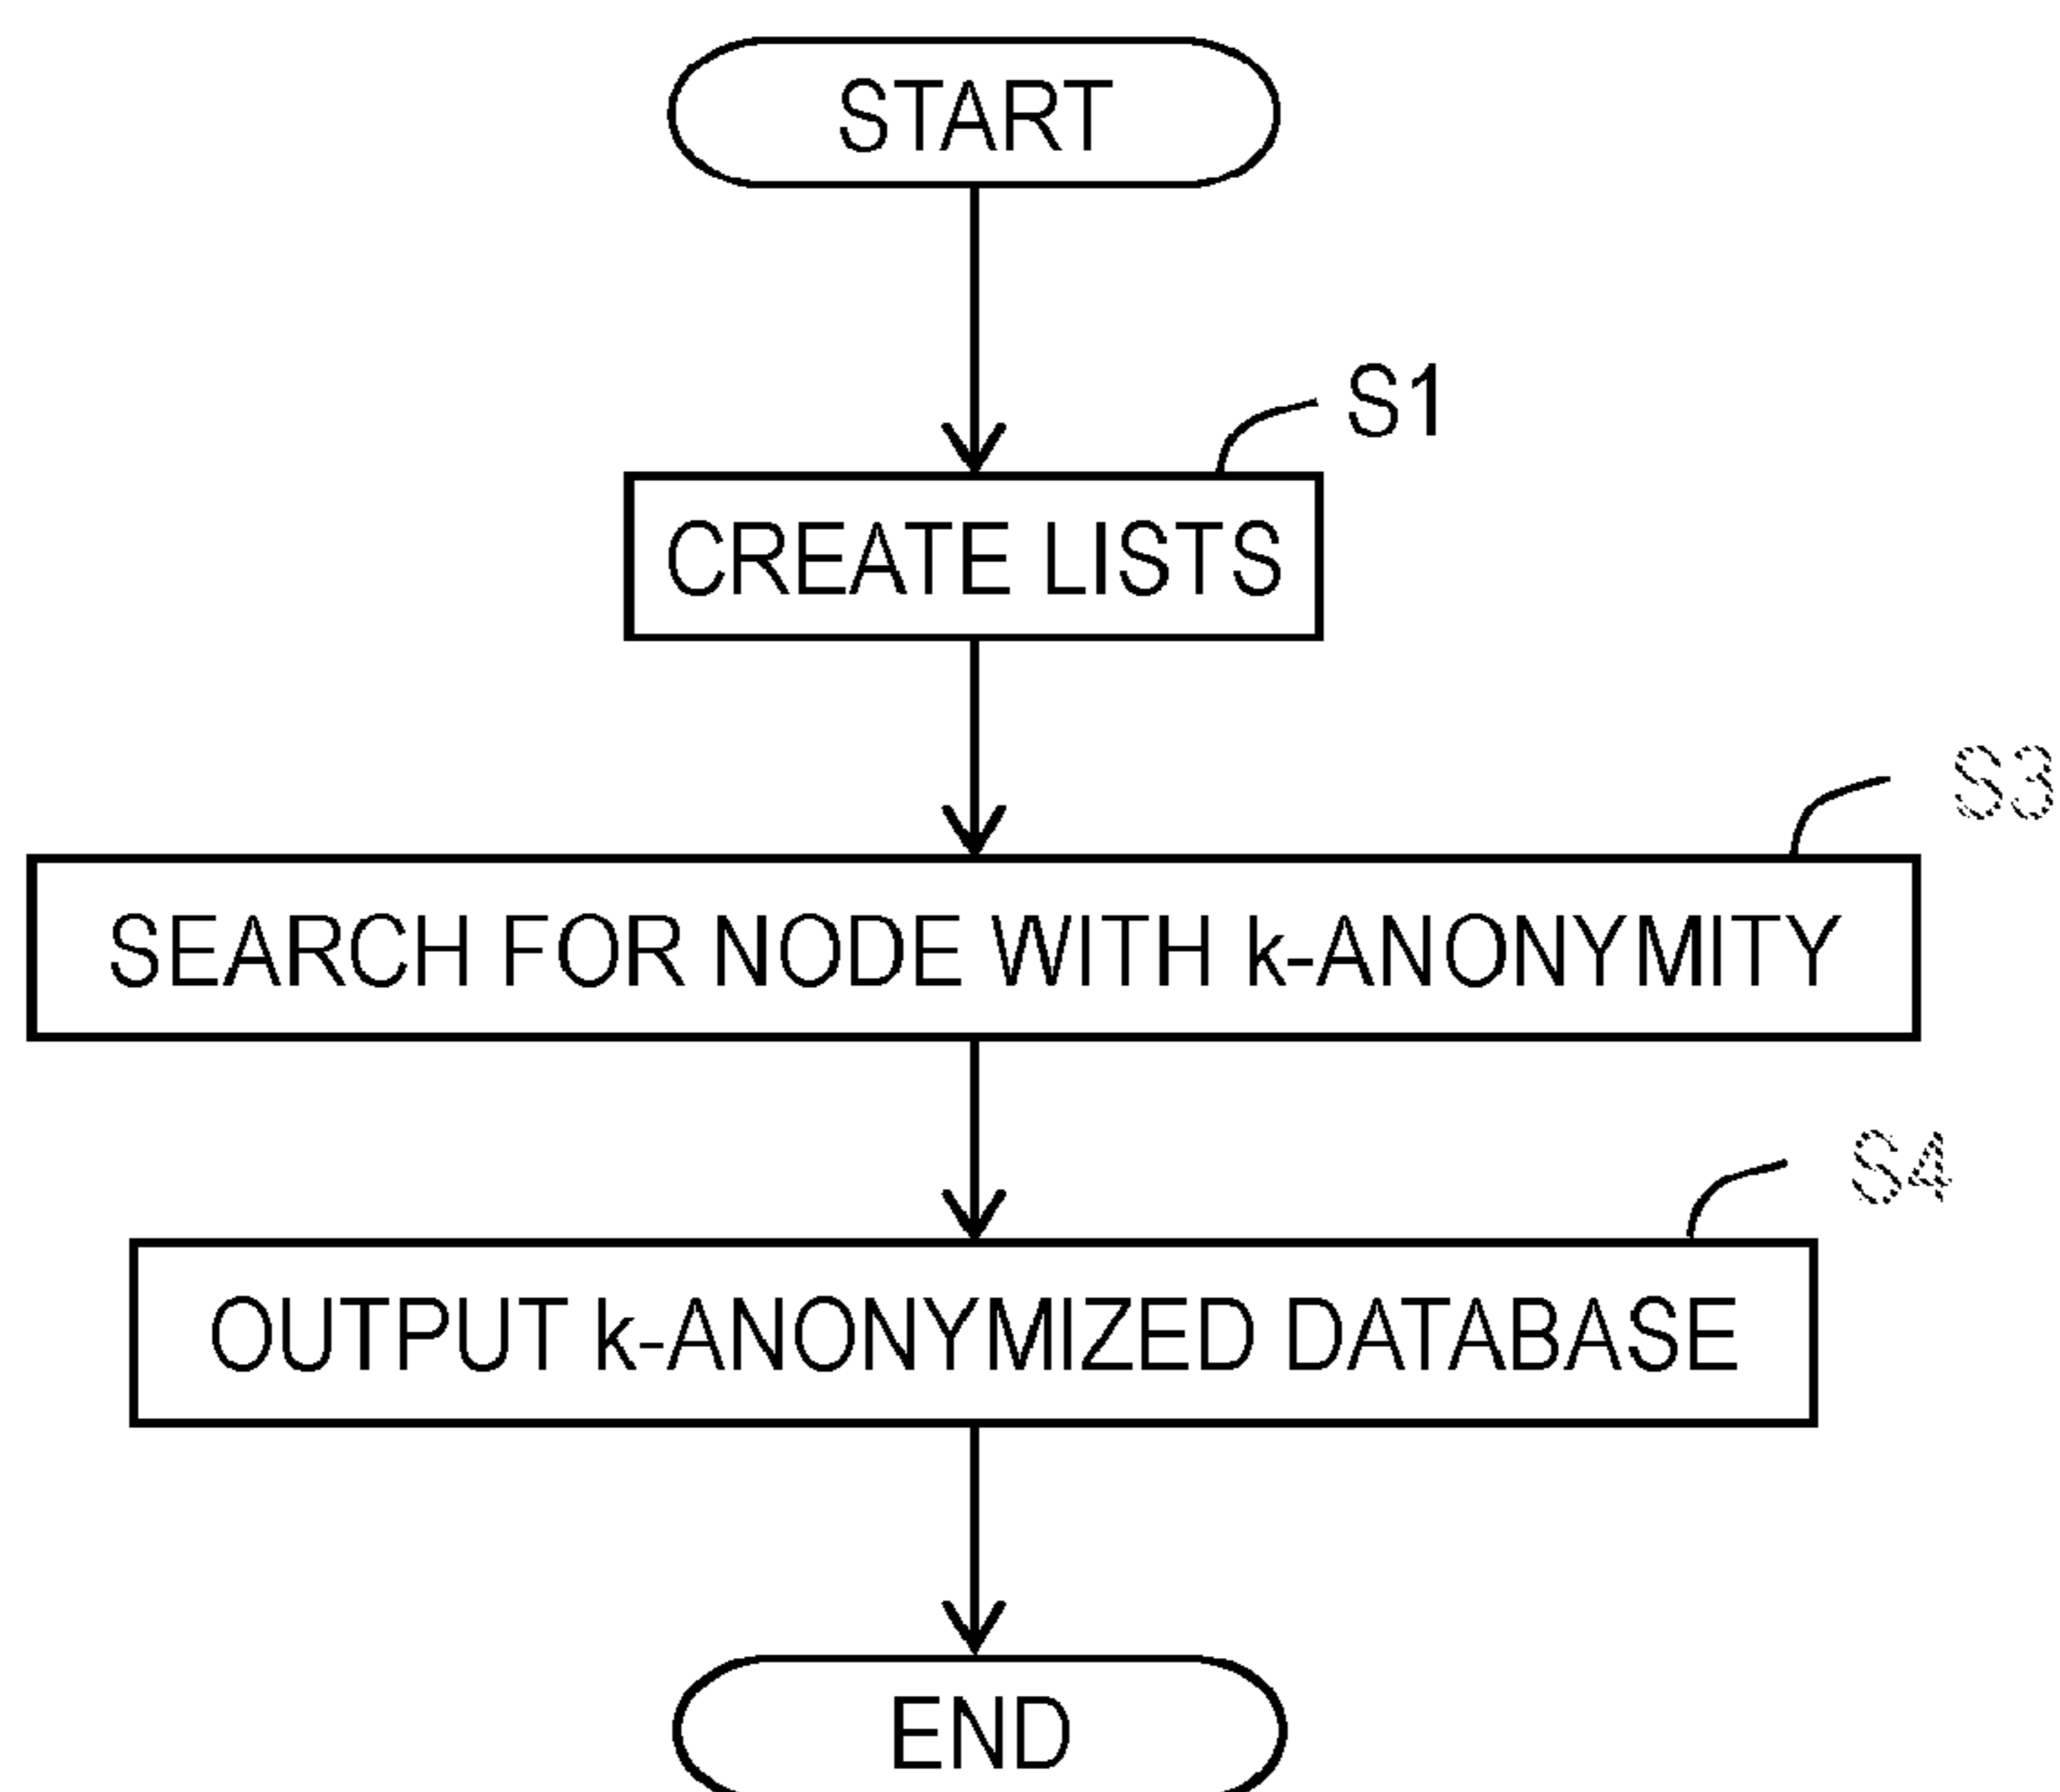 START
S1
CREATE LISTS
S3
SEARCH FOR NODE WITH k-ANONYMITY
S4
OUTPUT k-ANONYMIZED DATABASE
END